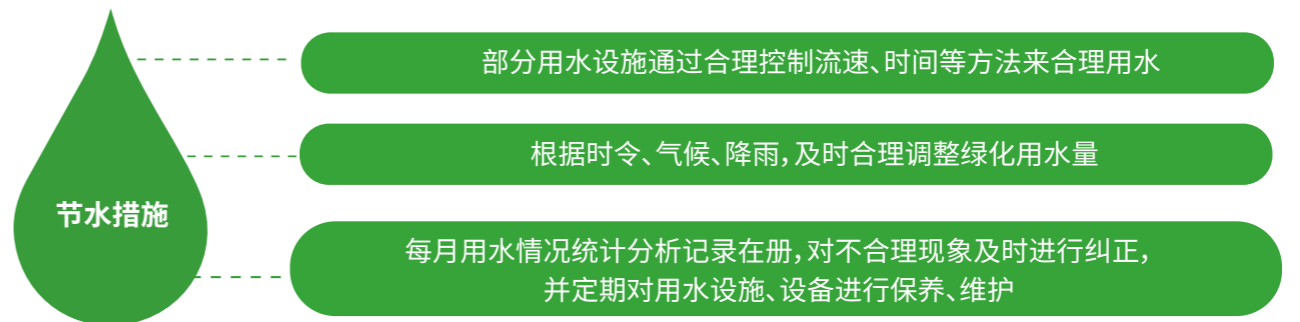 部分用水设施通过合理控制流速、时间等方法来合理用水
根据时令、气候、降雨,及时合理调整绿化用水量
节水措施
每月用水情况统计分析记录在册,对不合理现象及时进行纠正,
并定期对用水设施、设备进行保养、维护